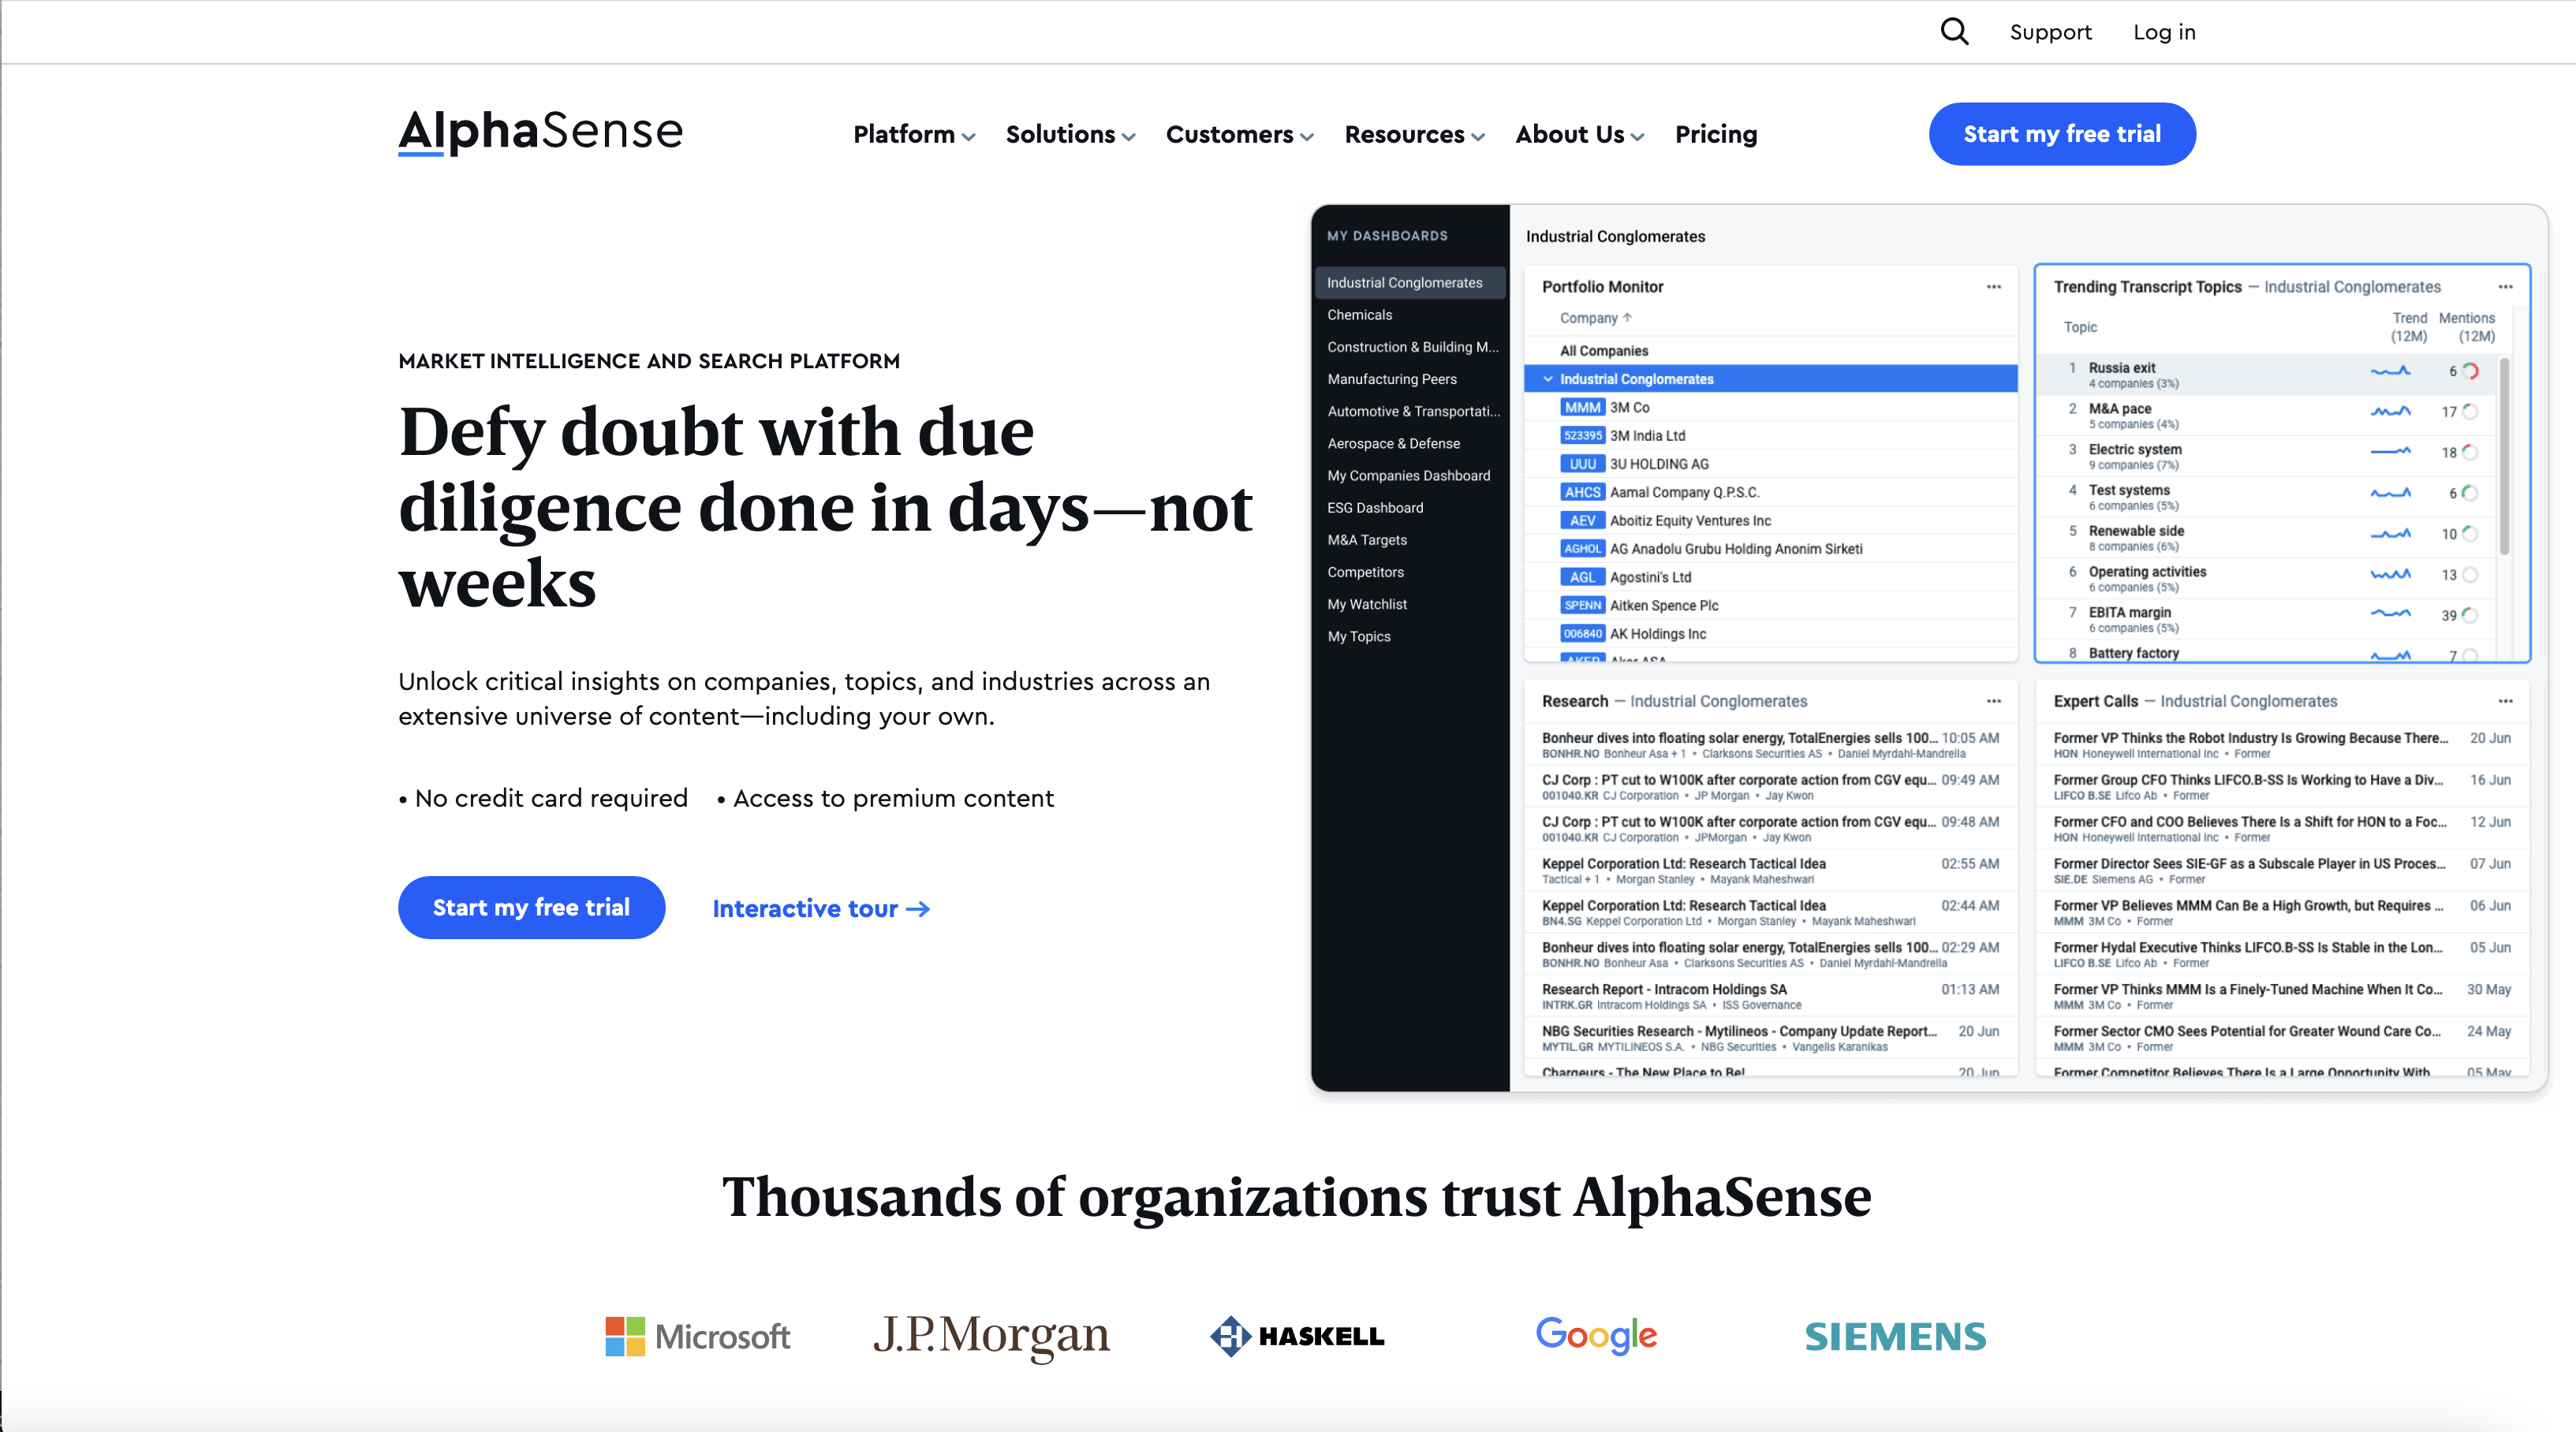 Support Log in
AlphaSense
Platform Solutions Customers Resources About Us Pricing
Start my free trial
MARKET INTELLIGENCE AND SEARCH PLATFORM
Defy doubt with due
diligence done in days—not
weeks
Unlock critical insights on companies, topics, and industries across an
extensive universe of content—including your own.
• No credit card required • Access to premium content
Start my free trial Interactive tour →
MY DASHBOARDS
Industrial Conglomerates
Chemicals
Construction & Building M...
Manufacturing Peers
Automotive & Transportati...
Aerospace & Defense
My Companies Dashboard
ESG Dashboard
M&A Targets
Competitors
My Watchlist
My Topics
Industrial Conglomerates
Portfolio Monitor ...
Company ↑
All Companies
Industrial Conglomerates
MMM 3M Co
523395 3M India Ltd
UUU 3U HOLDING AG
AHCS Aamal Company Q.P.S.C.
AEV Aboitiz Equity Ventures Inc
AGHOL AG Anadolu Grubu Holding Anonim Sirketi
AGL Agostini's Ltd
SPENN Aitken Spence Plc
006840 AK Holdings Inc
AKER Aker ASA
Trending Transcript Topics — Industrial Conglomerates ...
Trend Mentions
Topic (12M) (12M)
1 Russia exit 6
4 companies (3%)
2 M&A pace 17
5 companies (4%)
3 Electric system 18
9 companies (7%)
4 Test systems 6
6 companies (5%)
5 Renewable side 10
8 companies (6%)
6 Operating activities 13
6 companies (5%)
7 EBITA margin 39
6 companies (5%)
8 Battery factory 7
Research — Industrial Conglomerates ...
Bonheur dives into floating solar energy, TotalEnergies sells 100... 10:05 AM
BONHR.NO Bonheur Asa + 1 • Clarksons Securities AS • Daniel Myrdahl-Mandrella
CJ Corp : PT cut to W100K after corporate action from CGV equ... 09:49 AM
001040.KR CJ Corporation • JP Morgan • Jay Kwon
CJ Corp : PT cut to W100K after corporate action from CGV equ... 09:48 AM
001040.KR CJ Corporation • JPMorgan • Jay Kwon
Keppel Corporation Ltd: Research Tactical Idea 02:55 AM
Tactical + 1 • Morgan Stanley • Mayank Maheshwari
Keppel Corporation Ltd: Research Tactical Idea 02:44 AM
BN4.SG Keppel Corporation Ltd • Morgan Stanley • Mayank Maheshwari
Bonheur dives into floating solar energy, TotalEnergies sells 100... 02:29 AM
BONHR.NO Bonheur Asa • Clarksons Securities AS • Daniel Myrdahl-Mandrella
Research Report - Intracom Holdings SA 01:13 AM
INTRK.GR Intracom Holdings SA • ISS Governance
NBG Securities Research - Mytilineos - Company Update Report... 20 Jun
MYTIL.GR MYTILINEOS S.A. • NBG Securities • Vangelis Karanikas
Chargeurs - The New Place to Be! 20 Jun
Expert Calls — Industrial Conglomerates ...
Former VP Thinks the Robot Industry Is Growing Because There... 20 Jun
HON Honeywell International Inc • Former
Former Group CFO Thinks LIFCO.B-SS Is Working to Have a Div... 16 Jun
LIFCO B.SE Lifco Ab • Former
Former CFO and COO Believes There Is a Shift for HON to a Foc... 12 Jun
HON Honeywell International Inc • Former
Former Director Sees SIE-GF as a Subscale Player in US Proces... 07 Jun
SIE.DE Siemens AG • Former
Former VP Believes MMM Can Be a High Growth, but Requires ... 06 Jun
MMM 3M Co • Former
Former Hydal Executive Thinks LIFCO.B-SS Is Stable in the Lon... 05 Jun
LIFCO B.SE Lifco Ab • Former
Former VP Thinks MMM Is a Finely-Tuned Machine When It Co... 30 May
MMM 3M Co • Former
Former Sector CMO Sees Potential for Greater Wound Care Co... 24 May
MMM 3M Co • Former
Former Competitor Believes There Is a Large Opportunity With 05 May
Thousands of organizations trust AlphaSense
Microsoft J.P.Morgan HASKELL Google SIEMENS